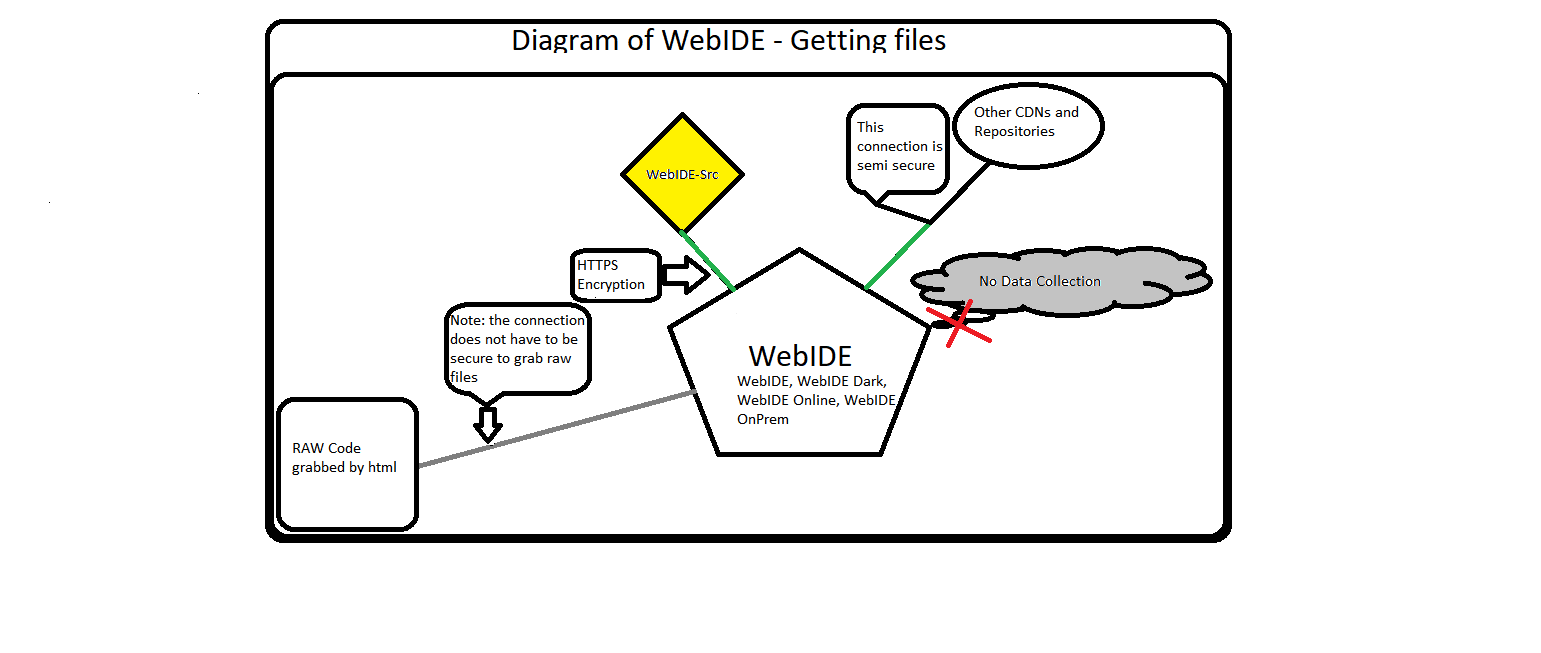 Diagram of WebIDE - Getting files
Other CDNs and
Repositories
This
connection is
semi secure
WebIDE-Src
HTTPS
Encryption
No Data Collection
Note: the connection
does not have to be
secure to grab raw
files
WebIDE
WebIDE, WebIDE Dark,
WebIDE Online, WebIDE
OnPrem
RAW Code
grabbed by html